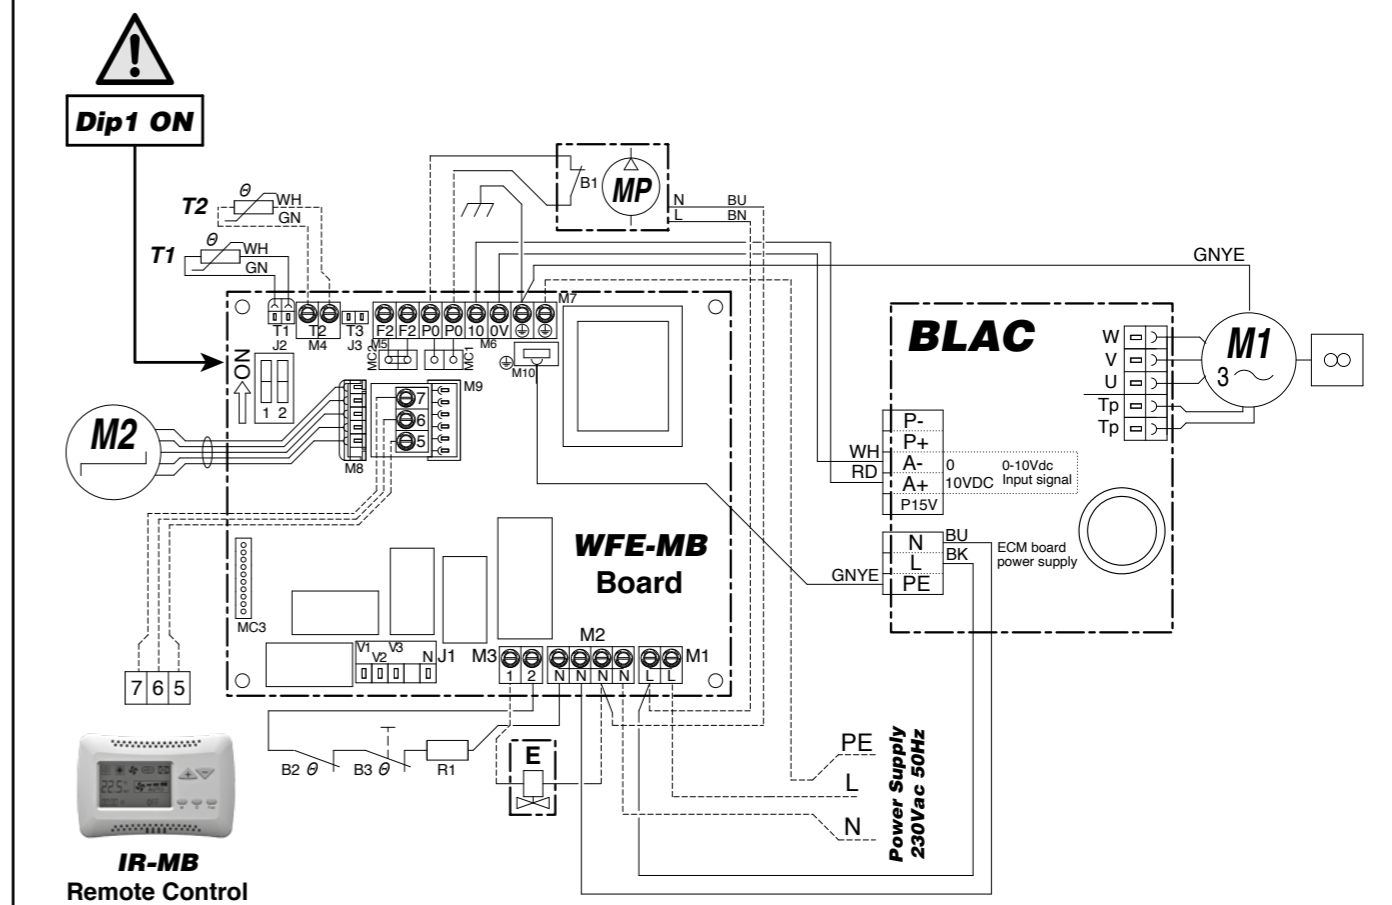 Dip1 ON
T2
θ
WH
GN
T1
θ
WH
GN
B1
MP
N BU
L BN
GNYE
M7
T1 T2 T3 F2 F2 P0 P0 10 0V
J2 M4 J3 M5 M6
MC2 MC1
M10
ON
1 2
M9
7
6
5
M8
M2
BLAC
W
V
U
Tp
Tp
M1
3
P-
P+
WH A- 0 0-10Vdc
RD A+ 10VDC Input signal
P15V
N BU
L BK
GNYE PE
ECM board
power supply
WFE-MB
Board
MC3
V1 V2 V3 N J1
M3 M2 M1
1 2 N N N N L L
7 6 5
B2 θ B3 θ R1
E
PE
L
N
Power Supply
230Vac 50Hz
22.5
IR-MB
Remote Control